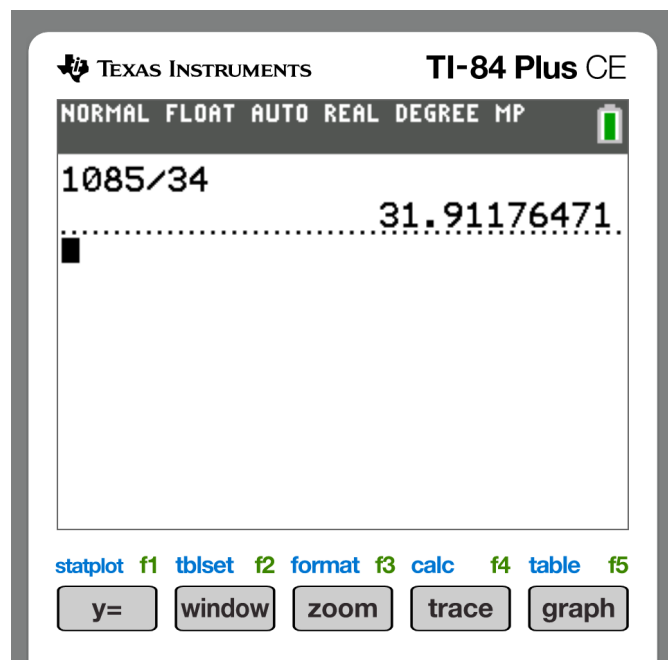 TEXAS INSTRUMENTS TI-84 Plus CE
NORMAL FLOAT AUTO REAL DEGREE MP
1085/34
31.91176471
statplot f1 tblset f2 format f3 calc f4 table f5
y= window zoom trace graph